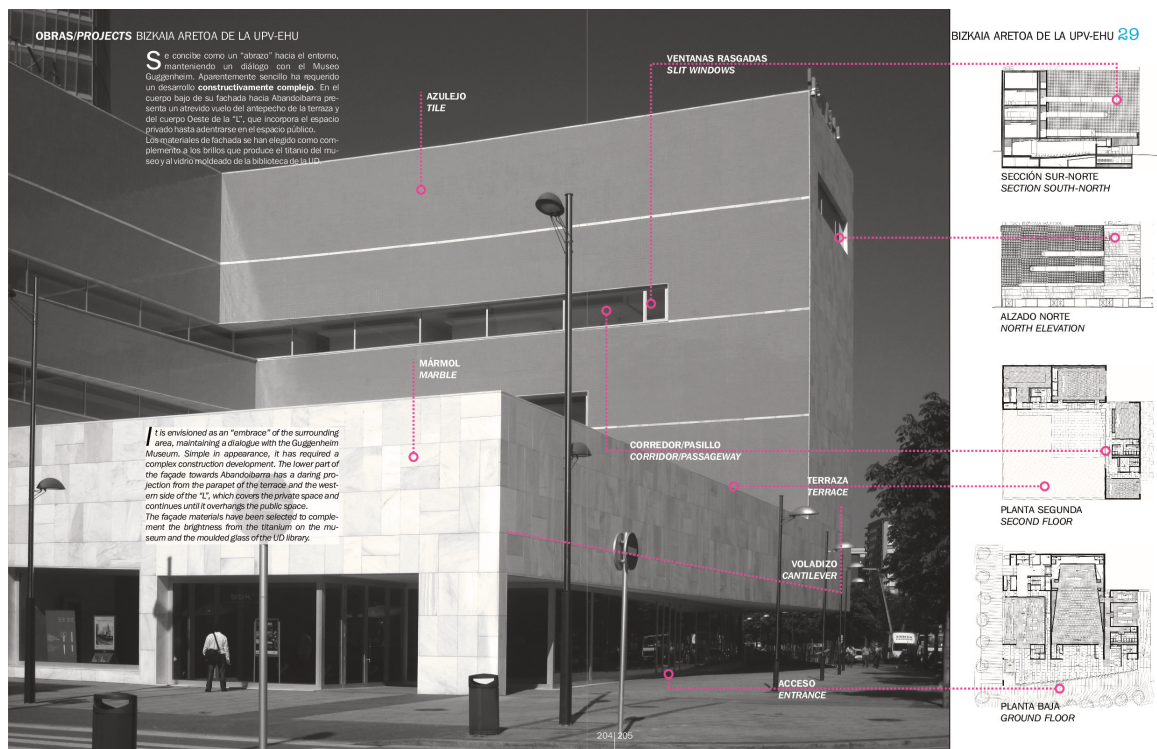 OBRAS/PROJECTS BIZKAIA ARETOA DE LA UPV-EHU
BIZKAIA ARETOA DE LA UPV-EHU 29
Se concibe como un “abrazo” hacia el entorno,
manteniendo un diálogo con el Museo
Guggenheim. Aparentemente sencillo ha requerido
un desarrollo constructivamente complejo. En el
cuerpo bajo de su fachada hacia Abandoibarra pre-
senta un atrevido vuelo del antepecho de la terraza y
del cuerpo Oeste de la “L”, que incorpora el espacio
privado hasta adentrarse en el espacio público.
Los materiales de fachada se han elegido como com-
plemento a los brillos que produce el titanio del mu-
seo y al vidrio moldeado de la biblioteca de la UD.
AZULEJO
TILE
VENTANAS RASGADAS
SLIT WINDOWS
SECCIÓN SUR-NORTE
SECTION SOUTH-NORTH
ALZADO NORTE
NORTH ELEVATION
MÁRMOL
MARBLE
It is envisioned as an “embrace” of the surrounding
area, maintaining a dialogue with the Guggenheim
Museum. Simple in appearance, it has required a
complex construction development. The lower part of
the façade towards Abandoibarra has a daring pro-
jection from the parapet of the terrace and the west-
ern side of the “L”, which covers the private space and
continues until it overhangs the public space.
The façade materials have been selected to comple-
ment the brightness from the titanium on the mu-
seum and the moulded glass of the UD library.
CORREDOR/PASILLO
CORRIDOR/PASSAGEWAY
TERRAZA
TERRACE
PLANTA SEGUNDA
SECOND FLOOR
VOLADIZO
CANTILEVER
ACCESO
ENTRANCE
PLANTA BAJA
GROUND FLOOR
204|205